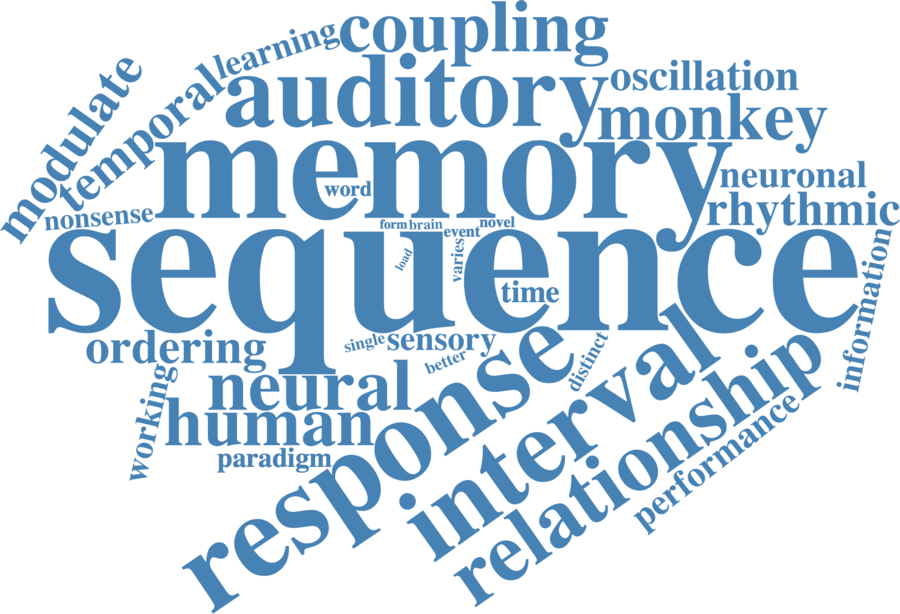 coupling
learning
modulate
temporal
auditory
oscillation
monkey
memory
word
neuronal
rhythmic
nonsense
form
brain
event
novel
sequence
load
varies
time
information
ordering
single
sensory
better
distinct
working
neural
human
paradigm
response
interval
relationship
performance